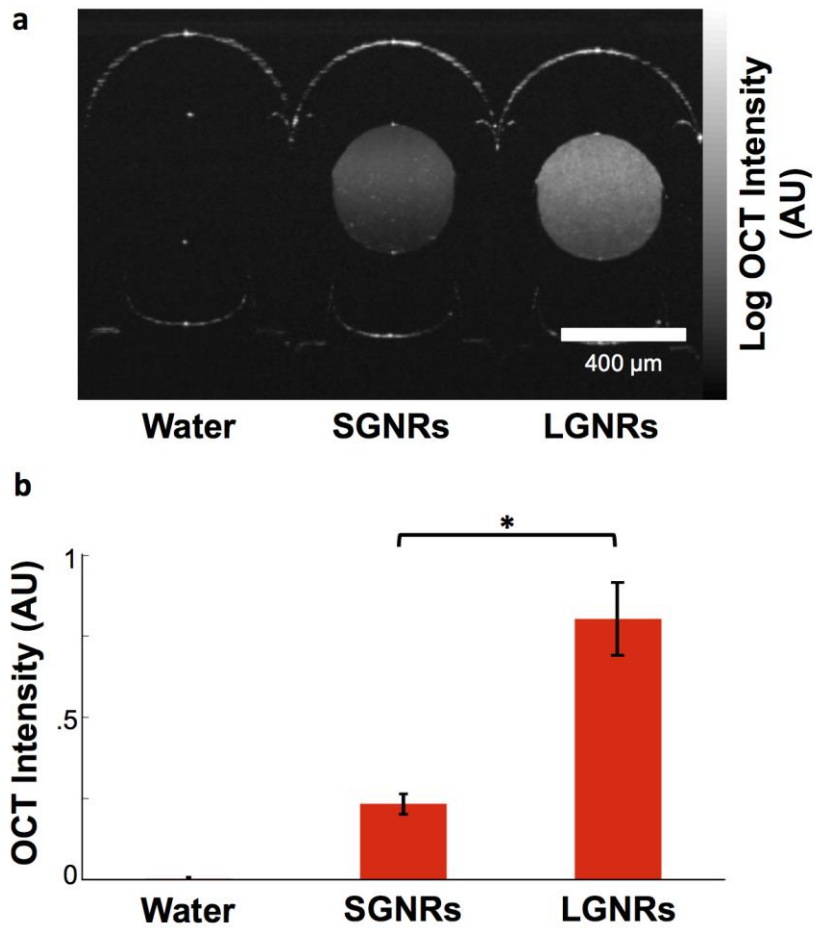 a
Log OCT Intensity
(AU)
400 μm
Water SGNRs LGNRs
b
*
OCT Intensity (AU)
1
.5
0
Water SGNRs LGNRs